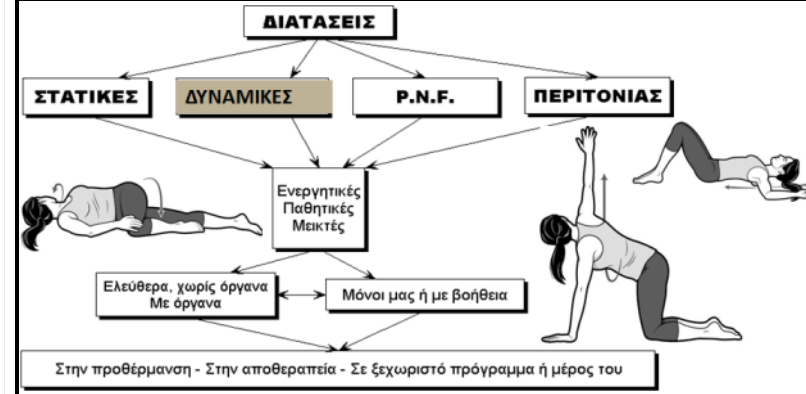 ΔΙΑΤΑΣΕΙΣ
ΣΤΑΤΙΚΕΣ
ΔΥΝΑΜΙΚΕΣ
P.N.F.
ΠΕΡΙΤΟΝΙΑΣ
Ενεργητικές
Παθητικές
Μεικτές
Ελεύθερα, χωρίς όργανα
Με όργανα
Μόνοι μας ή με βοήθεια
Στην προθέρμανση - Στην αποθεραπεία - Σε ξεχωριστό πρόγραμμα ή μέρος του